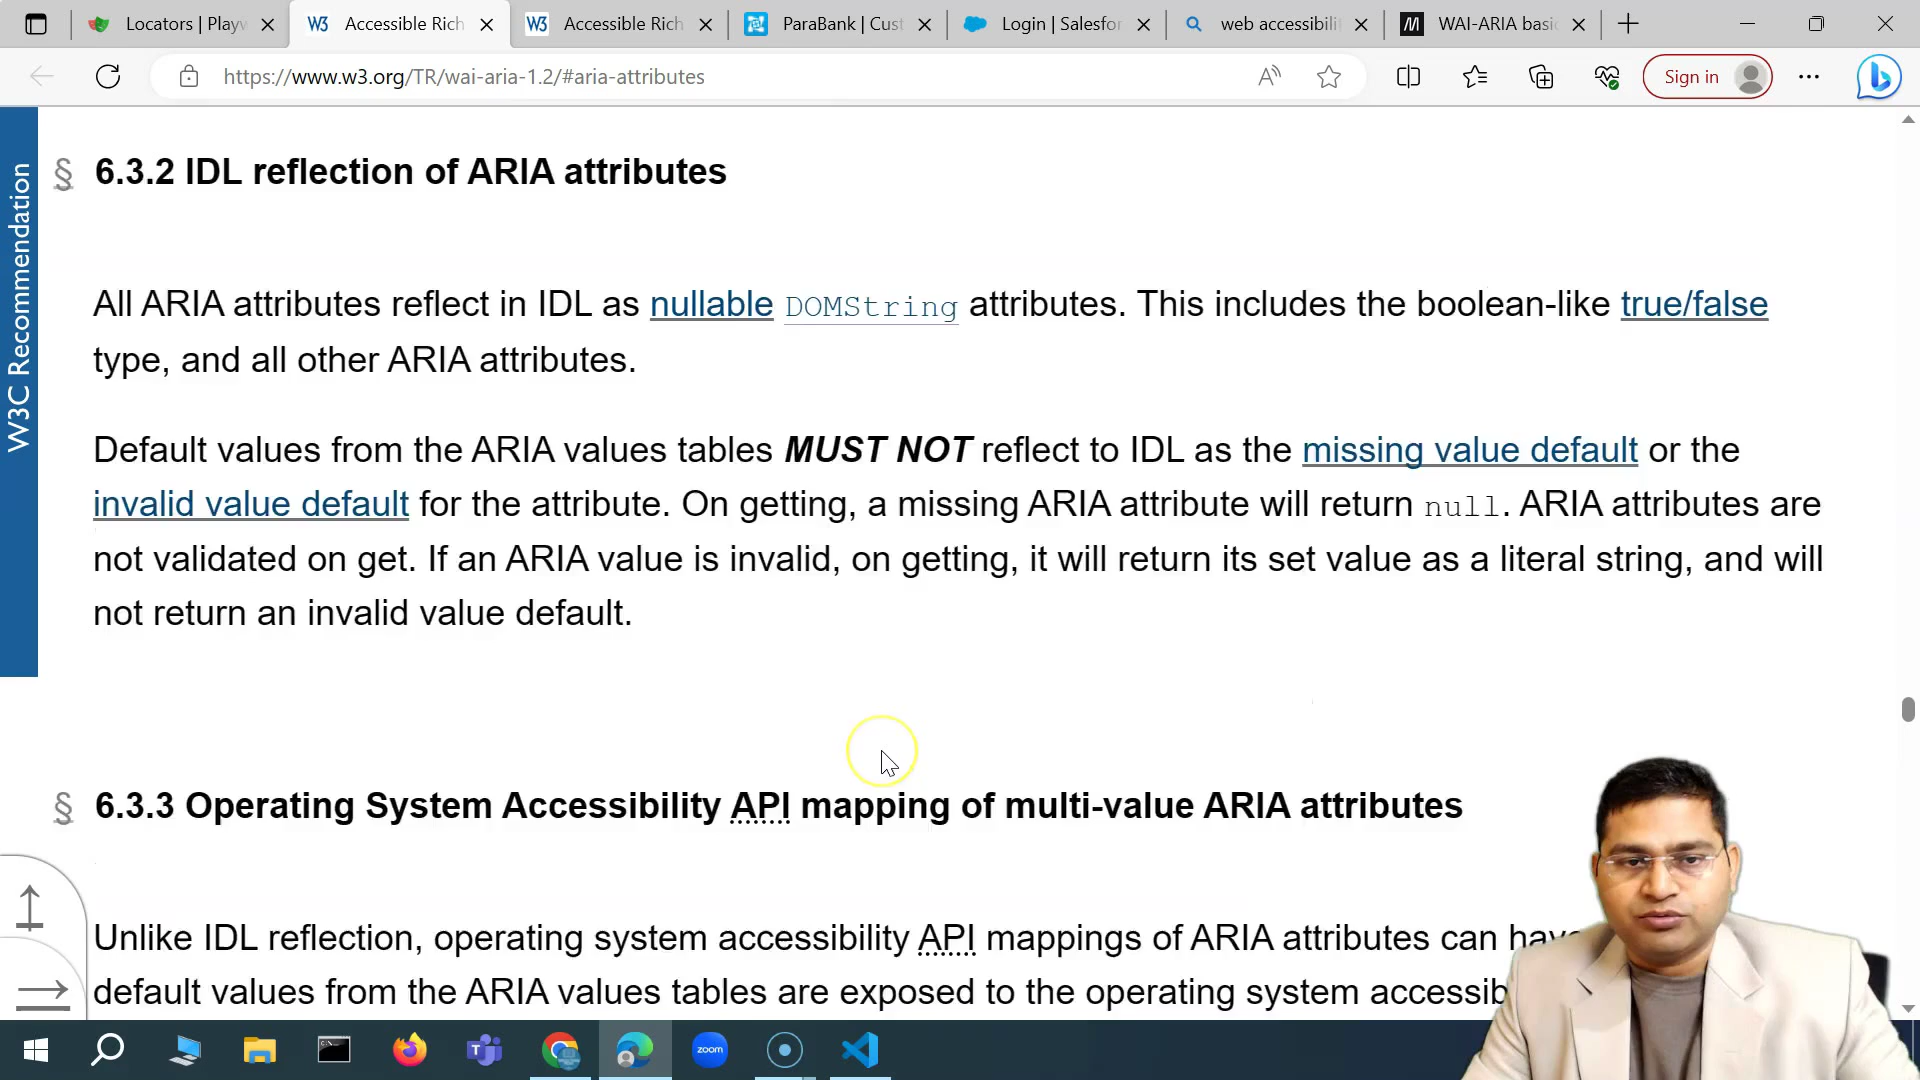 Locators | Playw
Accessible Rich
Accessible Rich
ParaBank | Cust
Login | Salesfor
web accessibili
WAI-ARIA basi
https://www.w3.org/TR/wai-aria-1.2/#aria-attributes
Sign in
W3C Recommendation
§ 6.3.2 IDL reflection of ARIA attributes
All ARIA attributes reflect in IDL as nullable DOMString attributes. This includes the boolean-like true/false
type, and all other ARIA attributes.
Default values from the ARIA values tables MUST NOT reflect to IDL as the missing value default or the
invalid value default for the attribute. On getting, a missing ARIA attribute will return null. ARIA attributes are
not validated on get. If an ARIA value is invalid, on getting, it will return its set value as a literal string, and will
not return an invalid value default.
§ 6.3.3 Operating System Accessibility API mapping of multi-value ARIA attributes
Unlike IDL reflection, operating system accessibility API mappings of ARIA attributes can have
default values from the ARIA values tables are exposed to the operating system accessib
zoom